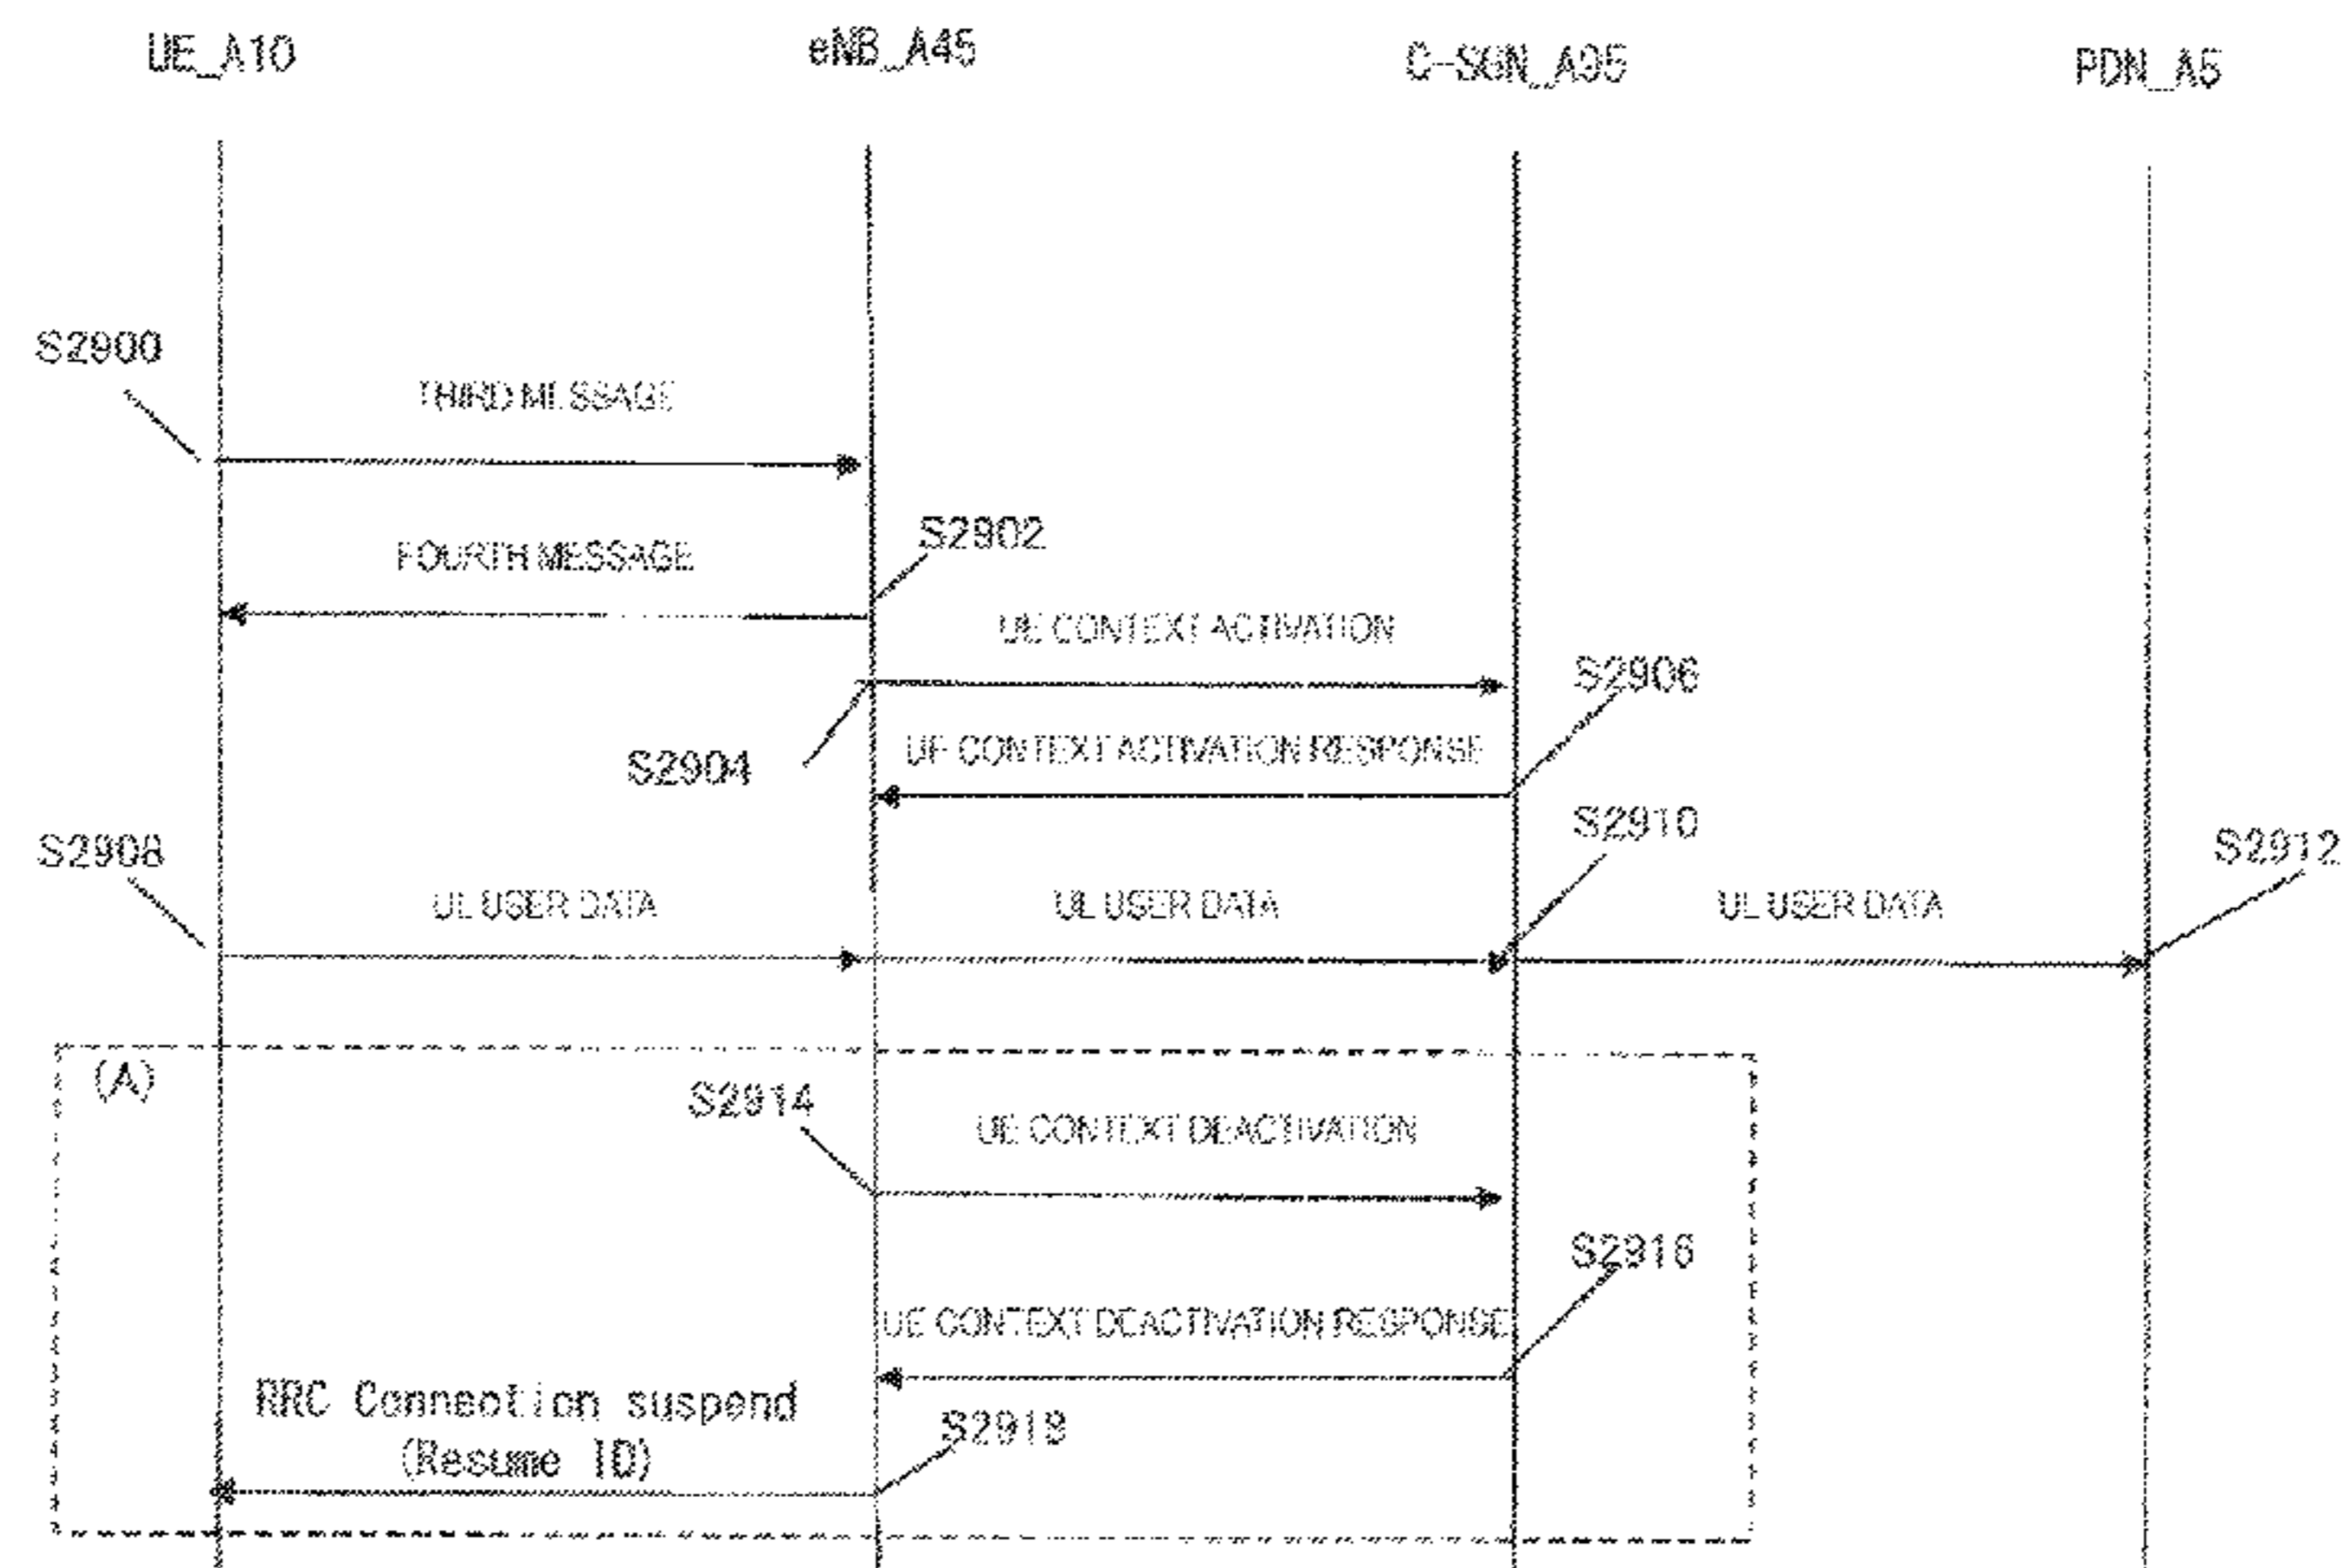 UE_A10
eNB_A45
C-SGN_A95
PDN_A5
S2900
THIRD MESSAGE
S2902
FOURTH MESSAGE
UE CONTEXT ACTIVATION
S2906
S2904
UE CONTEXT ACTIVATION RESPONSE
S2910
S2908
S2912
UL USER DATA
UL USER DATA
UL USER DATA
(A)
S2914
UE CONTEXT DEACTIVATION
S2916
UE CONTEXT DEACTIVATION RESPONSE
RRC Connection suspend
(Resume ID)
S2918